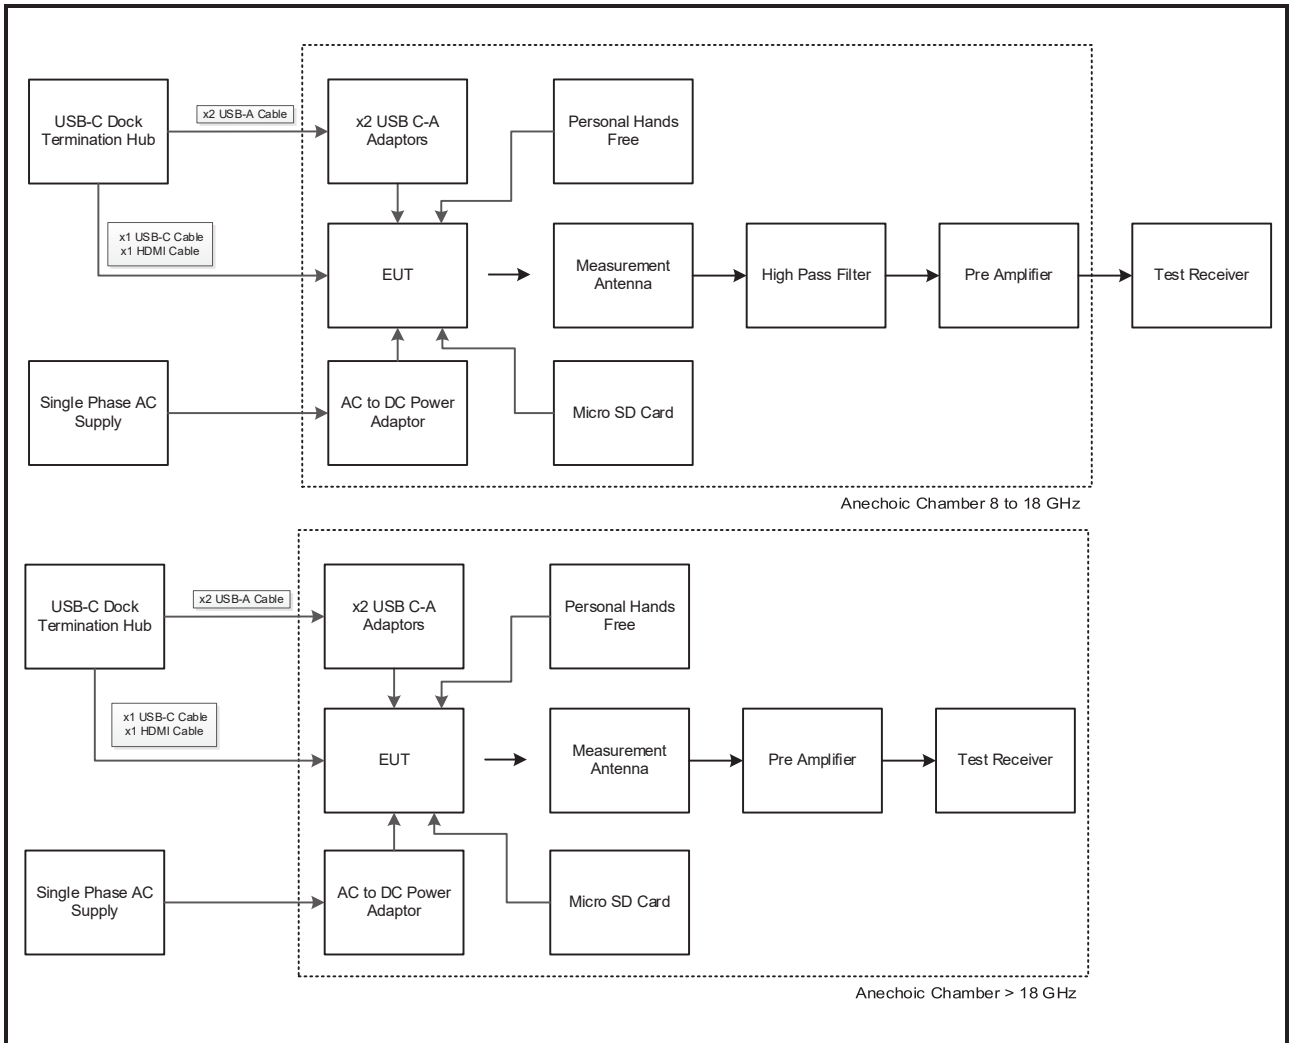 USB-C Dock
Termination Hub
x2 USB-A Cable
x2 USB C-A
Adaptors
Personal Hands
Free
x1 USB-C Cable
x1 HDMI Cable
EUT
Measurement
Antenna
High Pass Filter
Pre Amplifier
Test Receiver
Single Phase AC
Supply
AC to DC Power
Adaptor
Micro SD Card
Anechoic Chamber 8 to 18 GHz
USB-C Dock
Termination Hub
x2 USB-A Cable
x2 USB C-A
Adaptors
Personal Hands
Free
x1 USB-C Cable
x1 HDMI Cable
EUT
Measurement
Antenna
Pre Amplifier
Test Receiver
Single Phase AC
Supply
AC to DC Power
Adaptor
Micro SD Card
Anechoic Chamber > 18 GHz